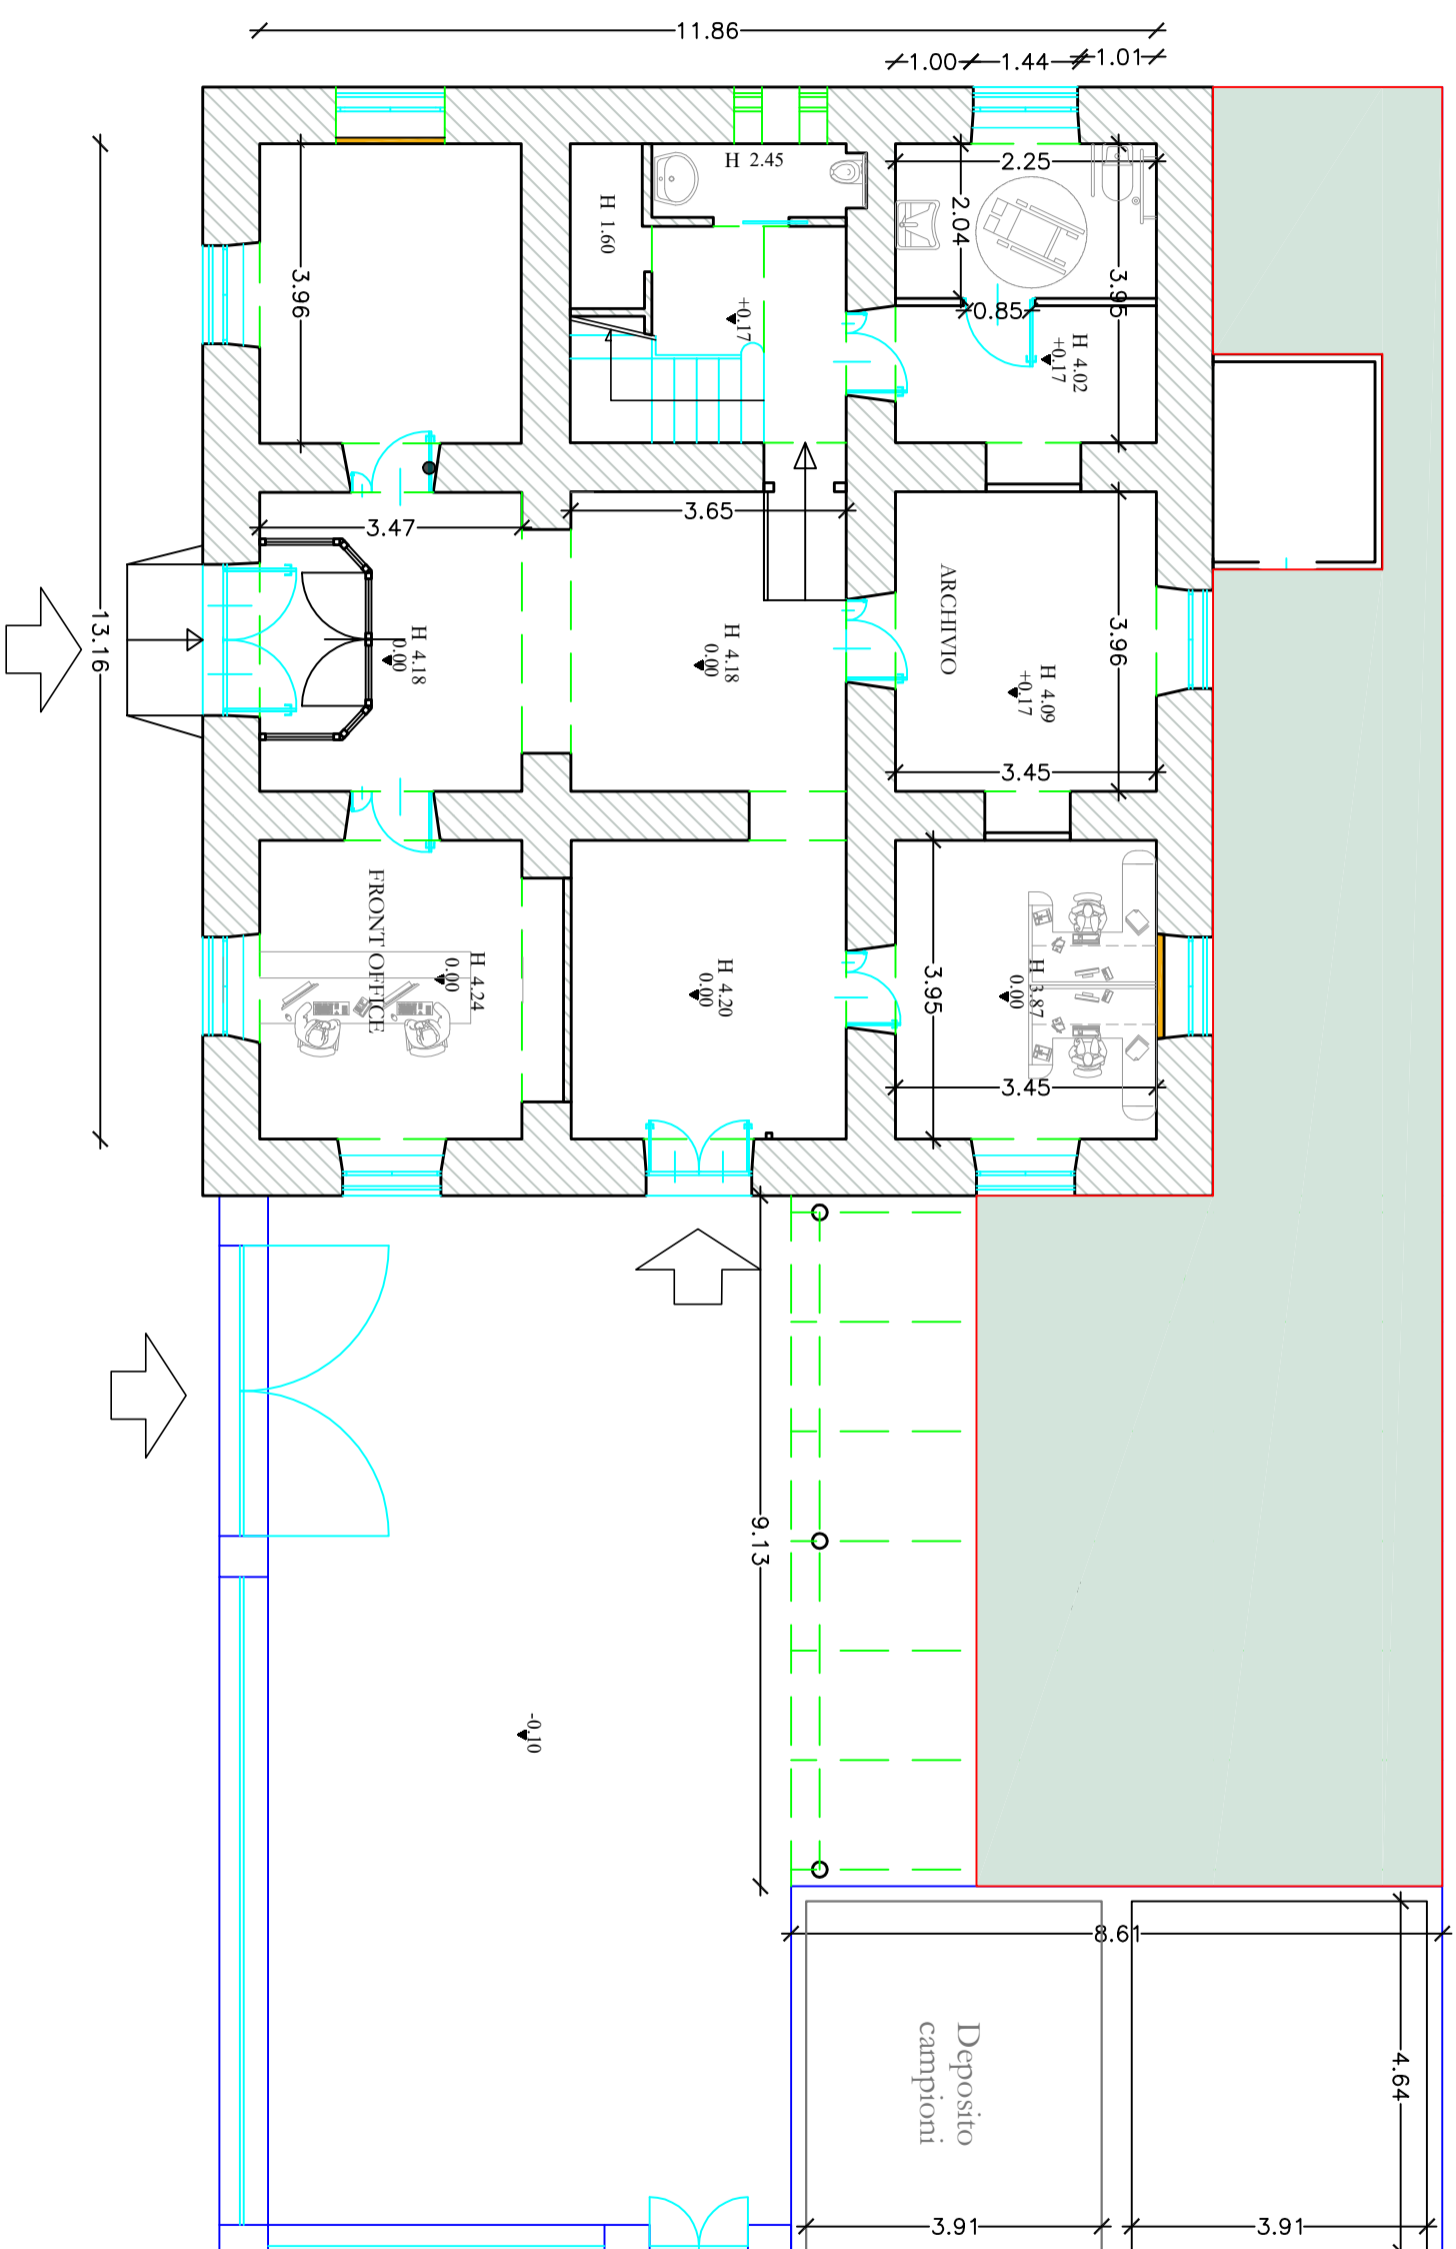 11.86
1.00
1.44
1.01
H 2.45
2.25
H 1.60
2.04
3.95
3.96
+0.17
0.85
H 4.02
+0.17
3.47
3.65
ARCHIVIO
3.96
13.16
H 4.18
0.00
H 4.18
0.00
H 4.09
+0.17
3.45
FRONT OFFICE
H 4.24
0.00
H 4.20
0.00
3.95
H 3.87
0.00
3.45
9.13
-0.10
8.61
Deposito
campioni
4.64
3.91
3.91